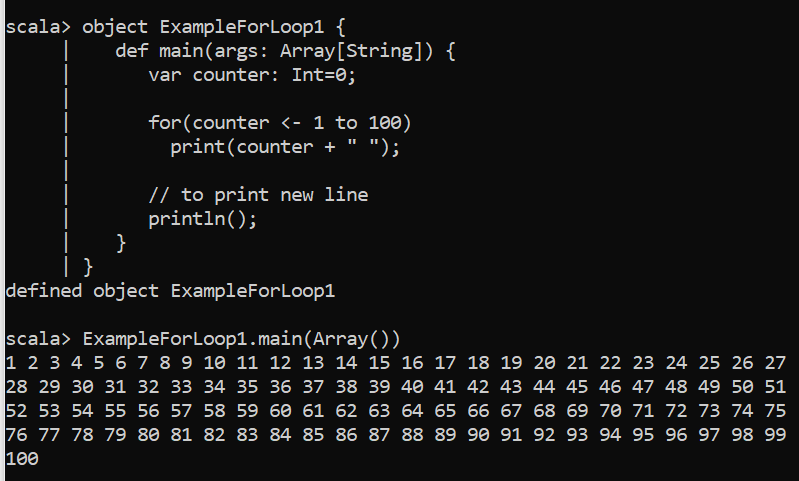 scala> object ExampleForLoop1 {
     |    def main(args: Array[String]) {
     |       var counter: Int=0;
     |
     |       for(counter <- 1 to 100)
     |         print(counter + " ");
     |
     |       // to print new line
     |       println();
     |    }
     | }
defined object ExampleForLoop1

scala> ExampleForLoop1.main(Array())
1 2 3 4 5 6 7 8 9 10 11 12 13 14 15 16 17 18 19 20 21 22 23 24 25 26 27
28 29 30 31 32 33 34 35 36 37 38 39 40 41 42 43 44 45 46 47 48 49 50 51
52 53 54 55 56 57 58 59 60 61 62 63 64 65 66 67 68 69 70 71 72 73 74 75
76 77 78 79 80 81 82 83 84 85 86 87 88 89 90 91 92 93 94 95 96 97 98 99
100